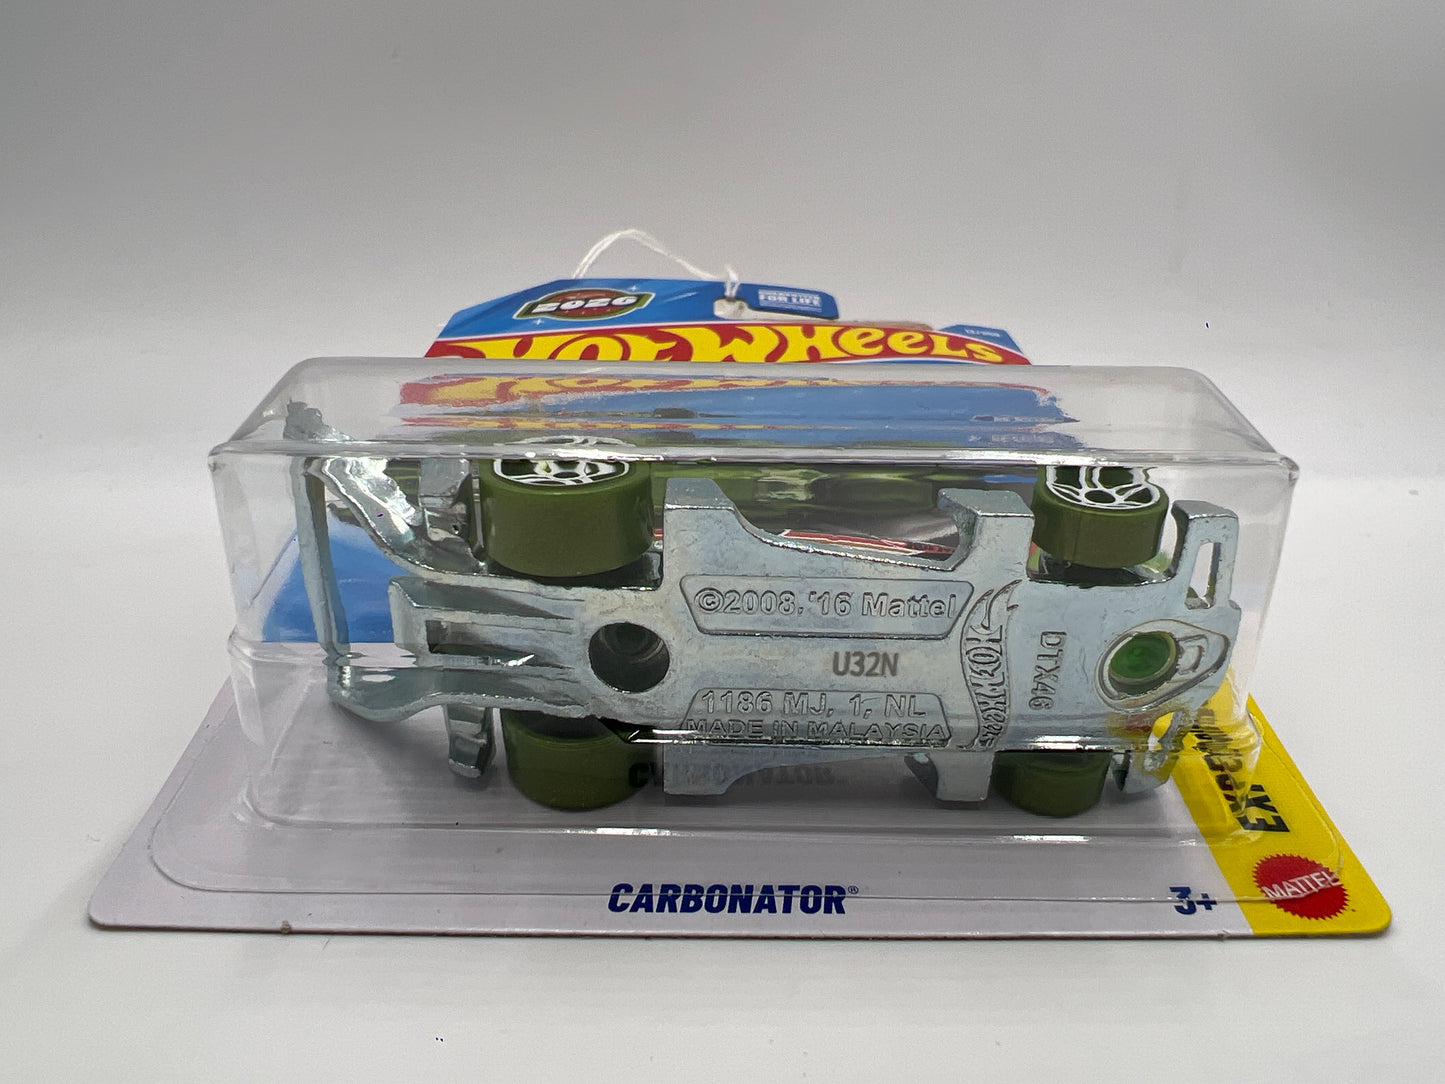 2026
FOR LIFE
HOT WHEELS
©2008, '16 Mattel
U32N
1186 MJ, 1, NL
MADE IN MALAYSIA
HOT WHEELS
DTX46
CARBONATOR
CARBONATOR®
3+
MATTEL